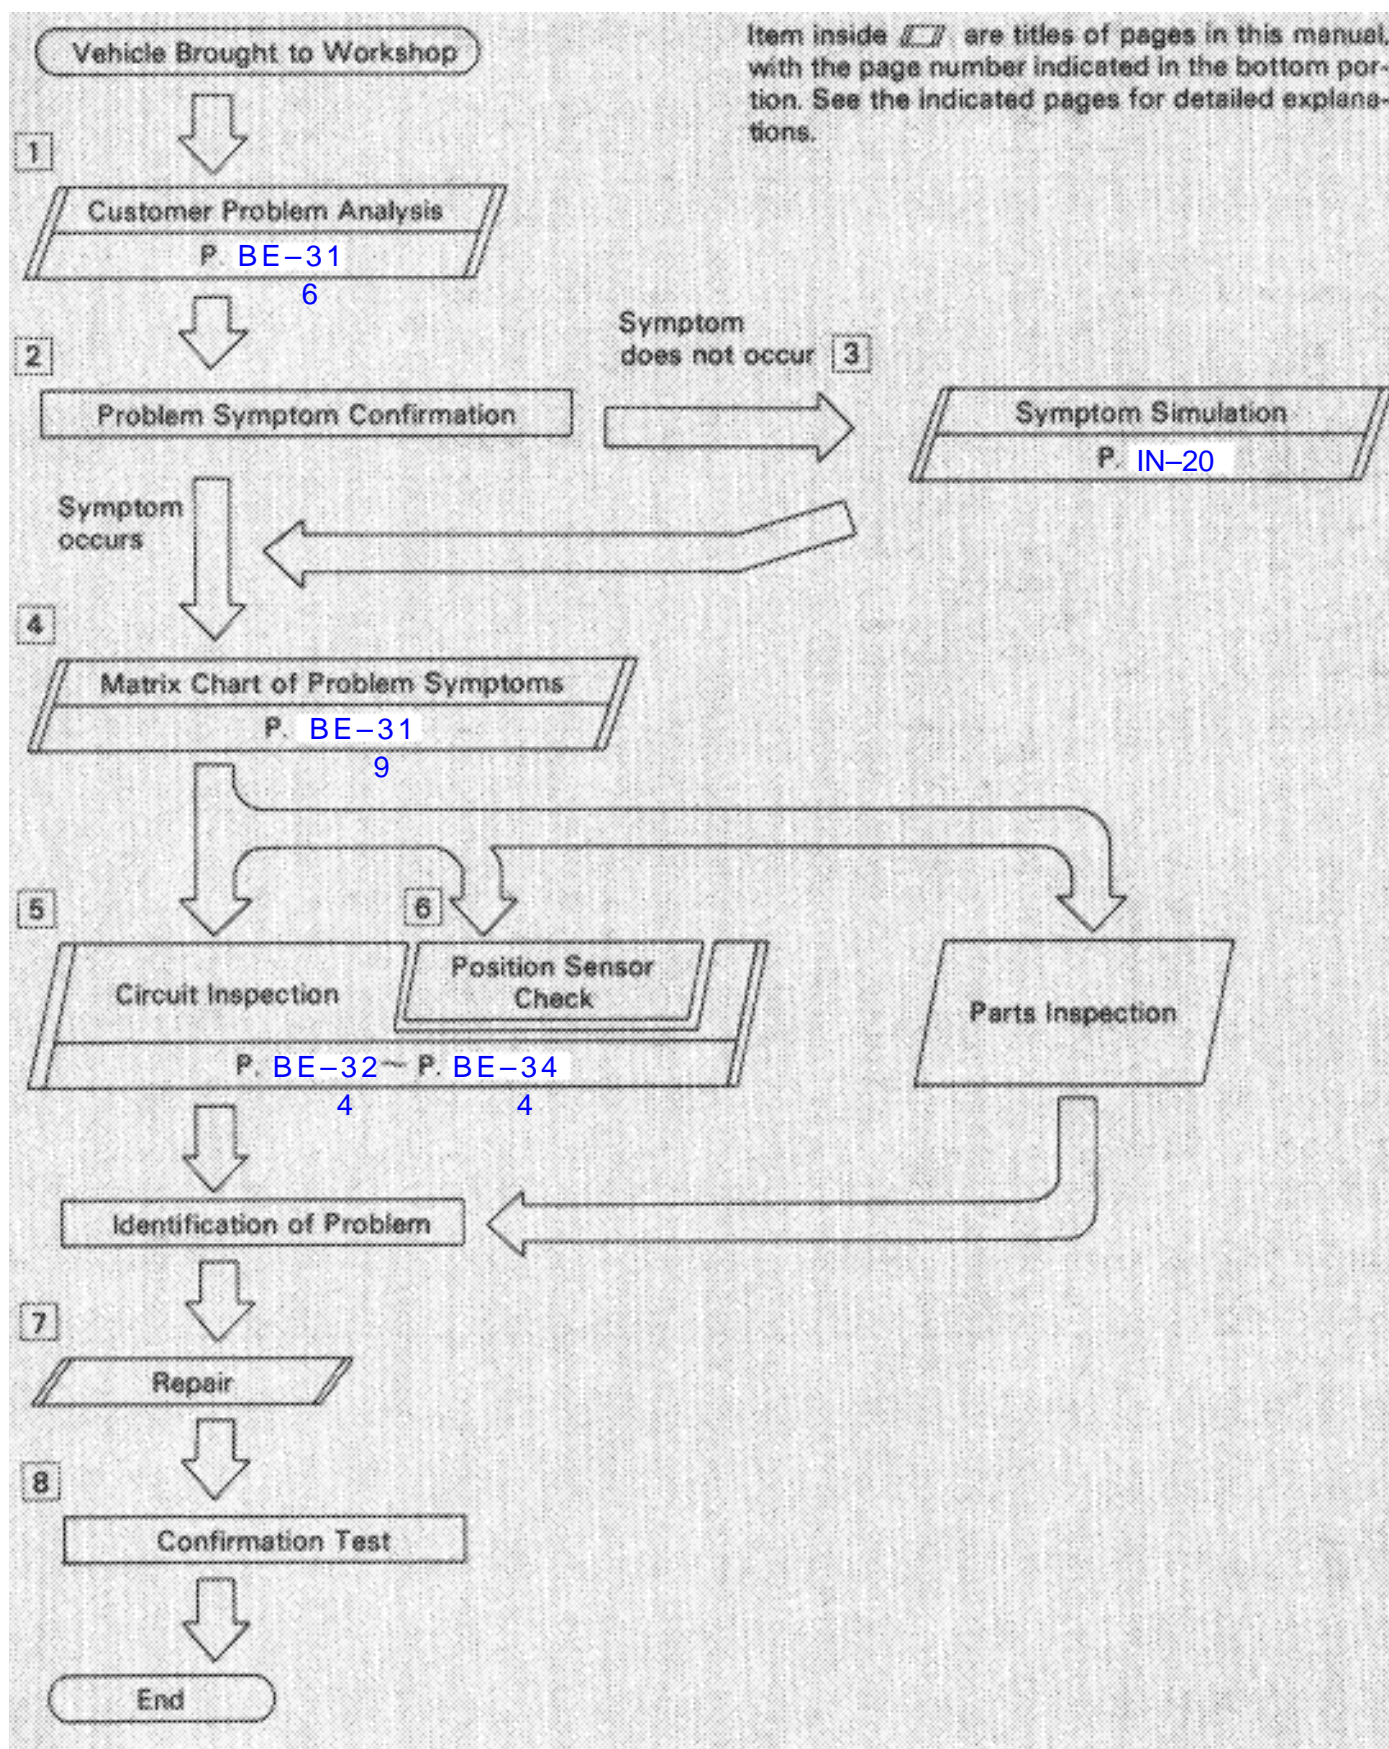 Vehicle Brought to Workshop
Item inside are titles of pages in this manual,
with the page number indicated in the bottom por-
tion. See the indicated pages for detailed explana-
tions.
1
Customer Problem Analysis
P. BE–31
6
2
Problem Symptom Confirmation
Symptom
does not occur
3
Symptom Simulation
P. IN–20
Symptom
occurs
4
Matrix Chart of Problem Symptoms
P. BE–31
9
5
Circuit Inspection
6
Position Sensor
Check
P. BE–32~ P. BE–34
4 4
Parts Inspection
Identification of Problem
7
Repair
8
Confirmation Test
End